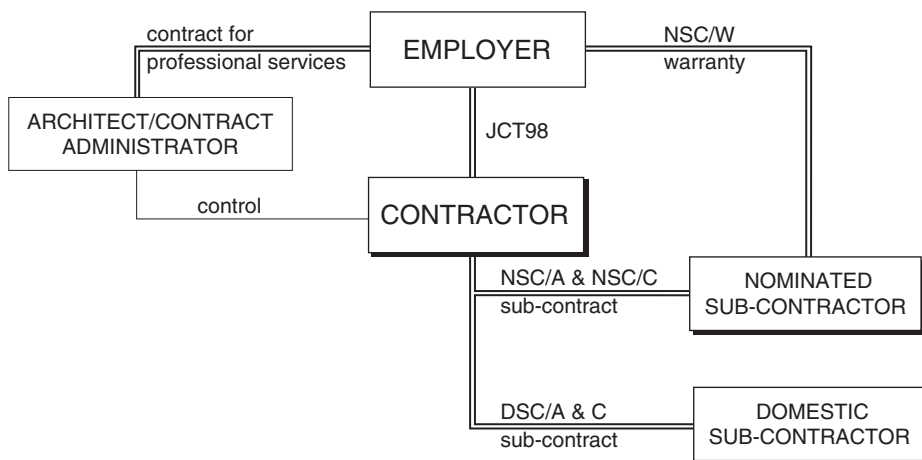 contract for
professional services
EMPLOYER
NSC/W
warranty
ARCHITECT/CONTRACT
ADMINISTRATOR
JCT98
control
CONTRACTOR
NSC/A & NSC/C
sub-contract
NOMINATED
SUB-CONTRACTOR
DSC/A & C
sub-contract
DOMESTIC
SUB-CONTRACTOR